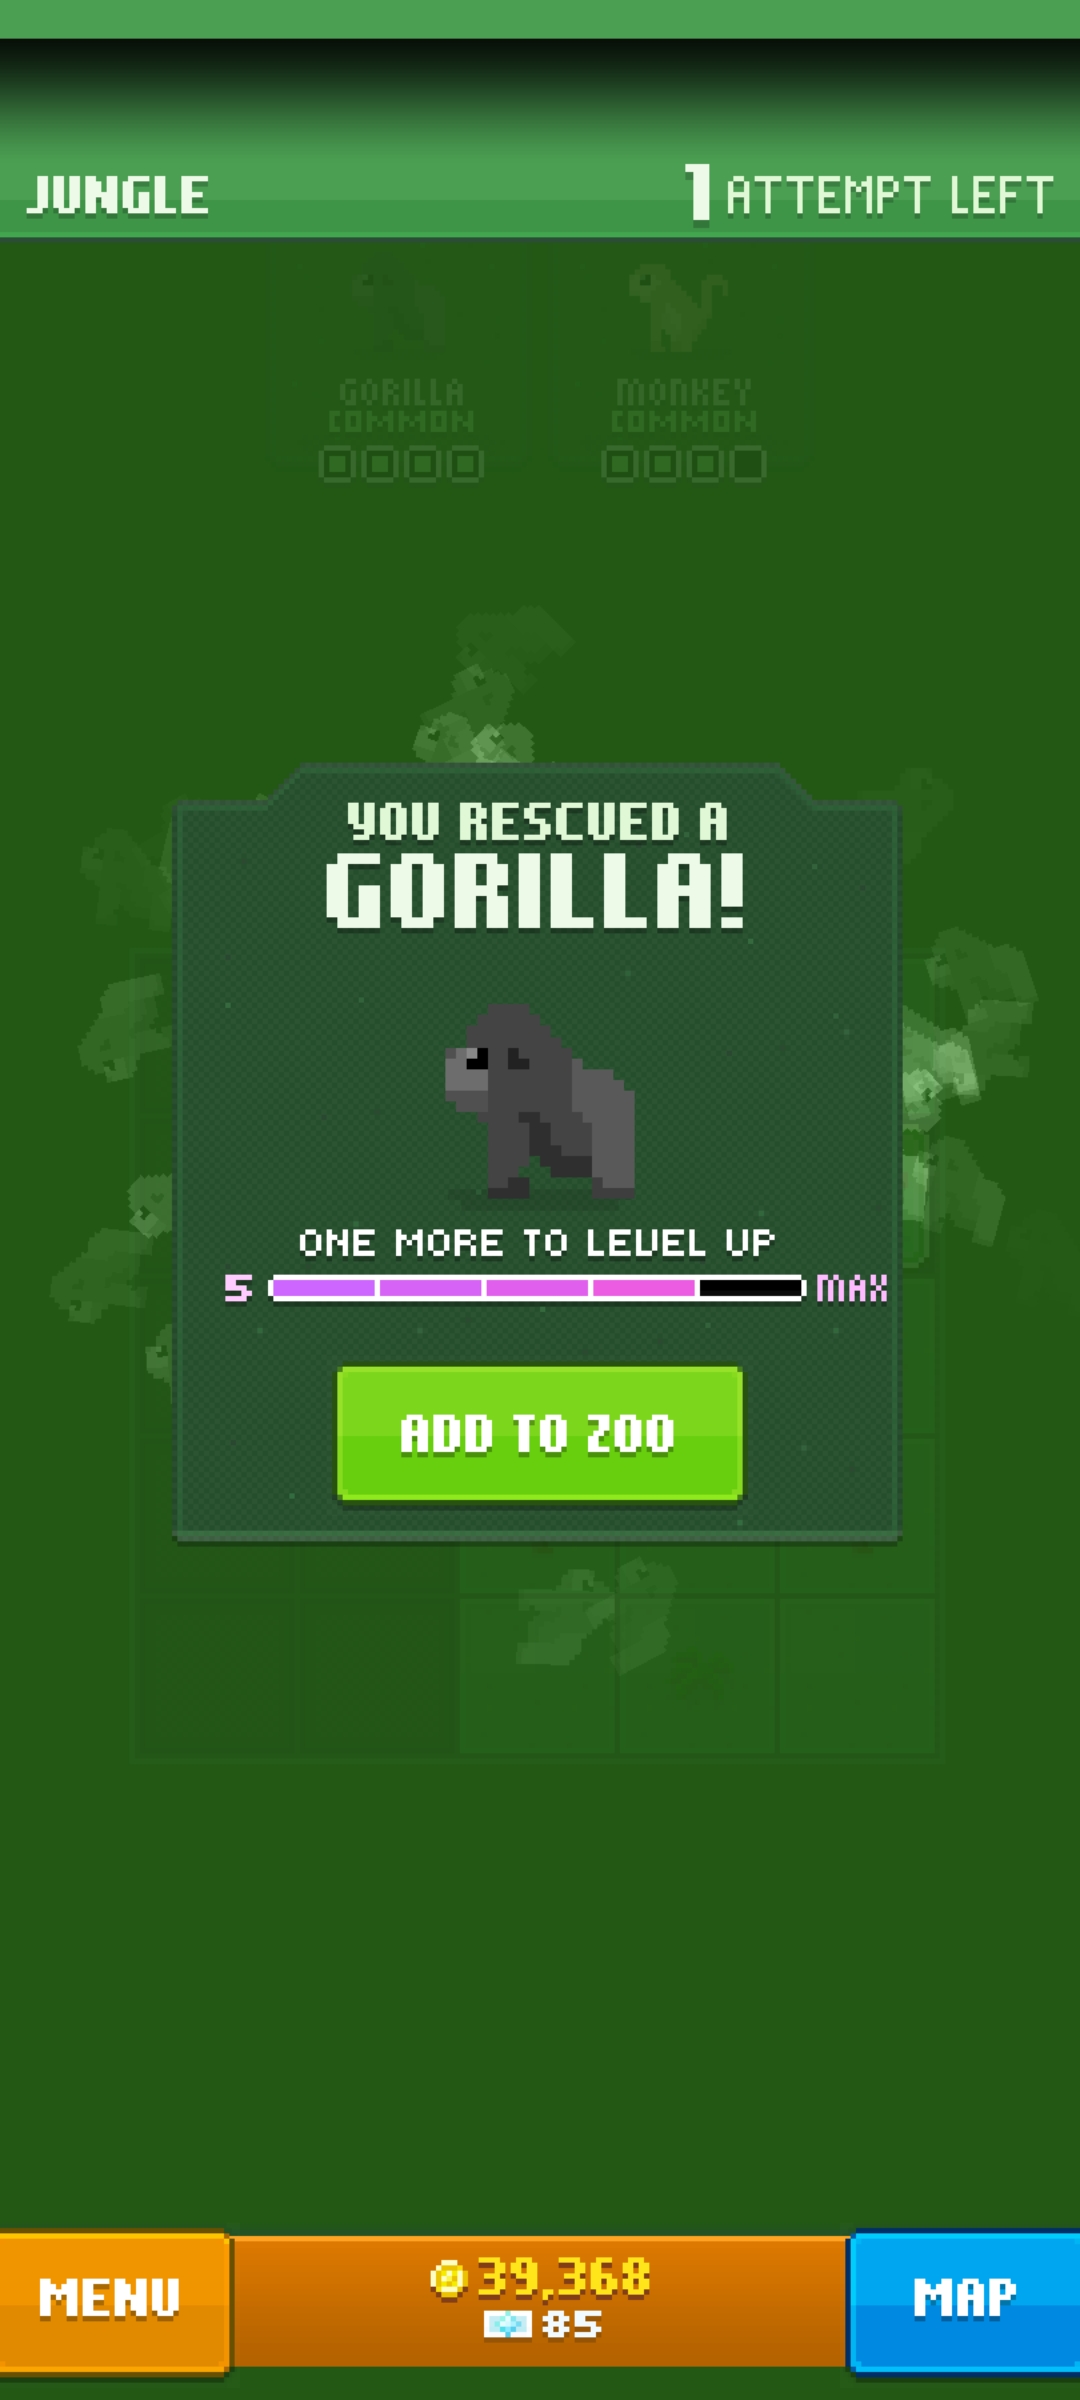 JUNGLE
1 ATTEMPT LEFT
GORILLA
COMMON
MONKEY
COMMON
YOU RESCUED A
GORILLA!
ONE MORE TO LEVEL UP
5 MAX
ADD TO ZOO
MENU
39,368
85
MAP